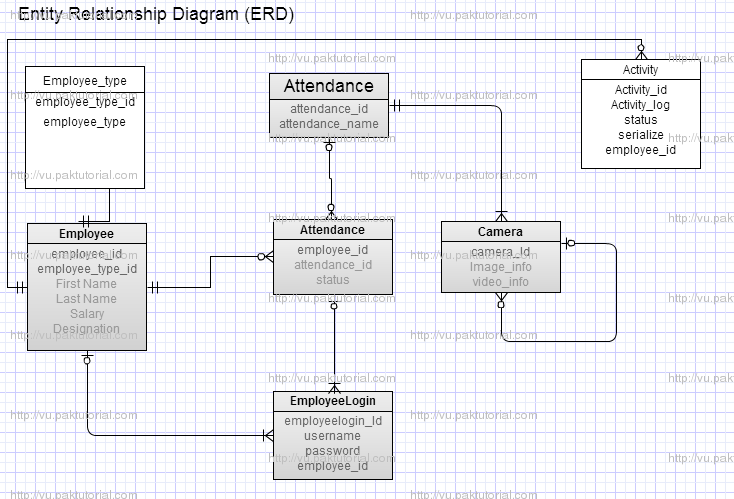 Entity Relationship Diagram (ERD)
http://vu.paktutorial.com
Employee_type
employee_type_id
employee_type
Attendance
attendance_id
attendance_name
Activity
Activity_id
Activity_log
status
serialize
employee_id
Employee
employee_id
employee_type_id
First Name
Last Name
Salary
Designation
Attendance
employee_id
attendance_id
status
Camera
camera_Id
Image_info
video_info
EmployeeLogin
employeelogin_Id
username
password
employee_id